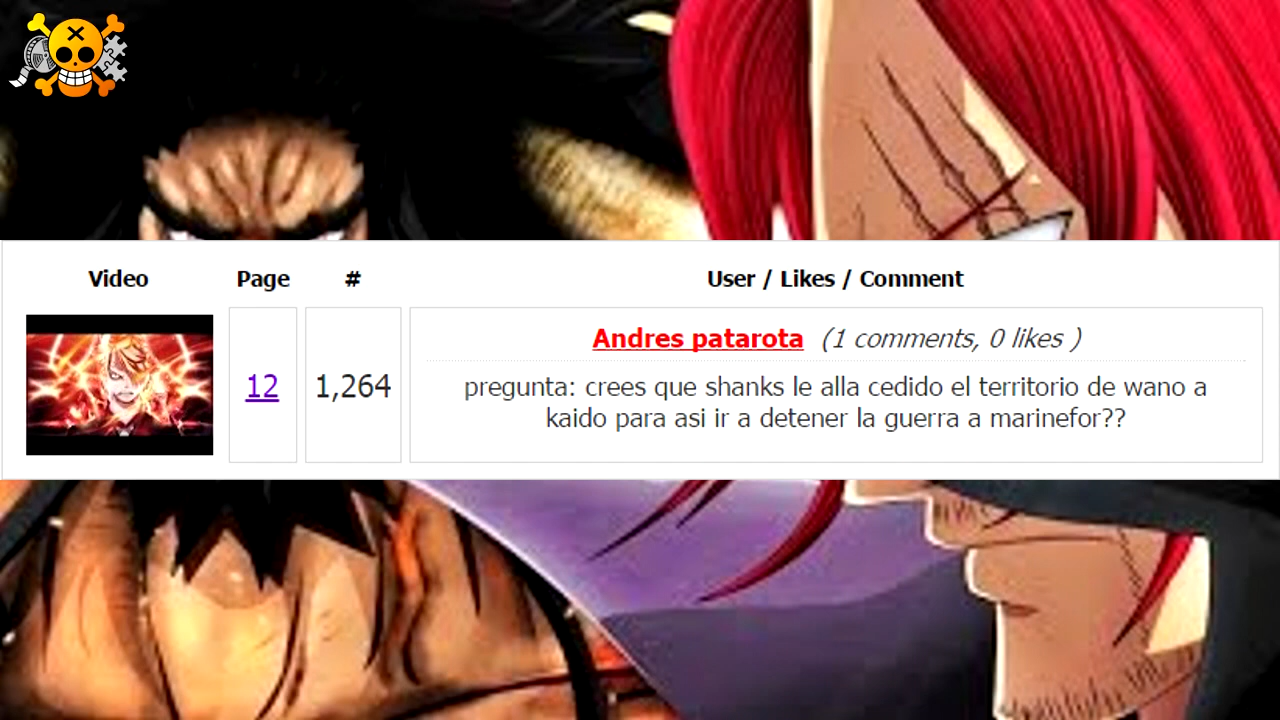 Video Page # User / Likes / Comment
Andres patarota (1 comments, 0 likes )
12 1,264
pregunta: crees que shanks le alla cedido el territorio de wano a
kaido para asi ir a detener la guerra a marinefor??